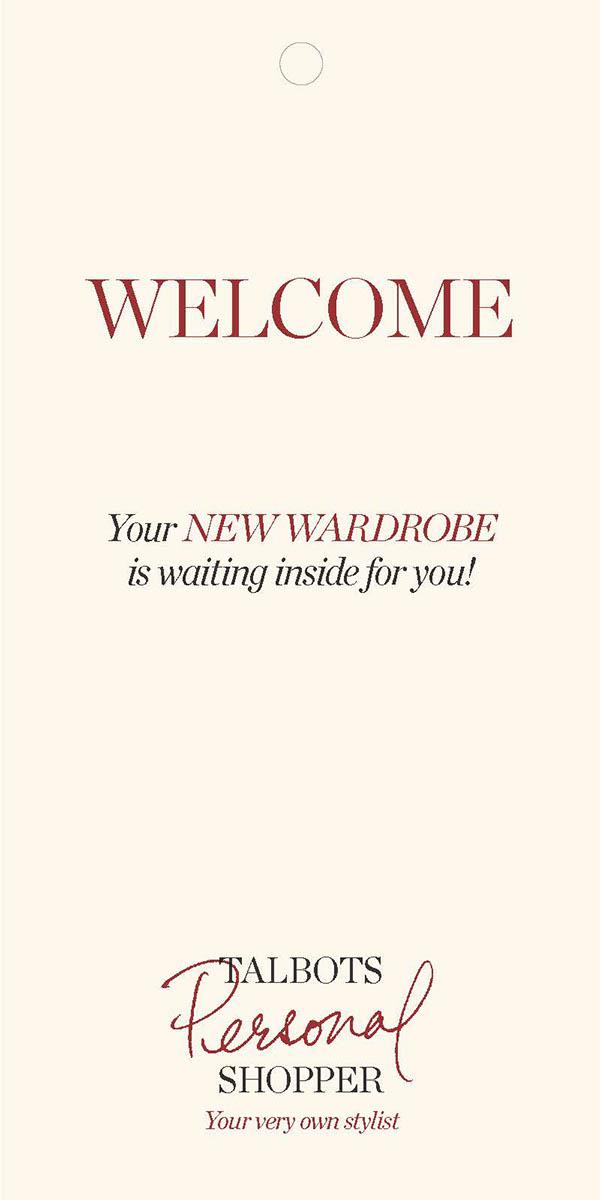 WELCOME
Your NEW WARDROBE
is waiting inside for you!
TALBOTS
Personal
SHOPPER
Your very own stylist